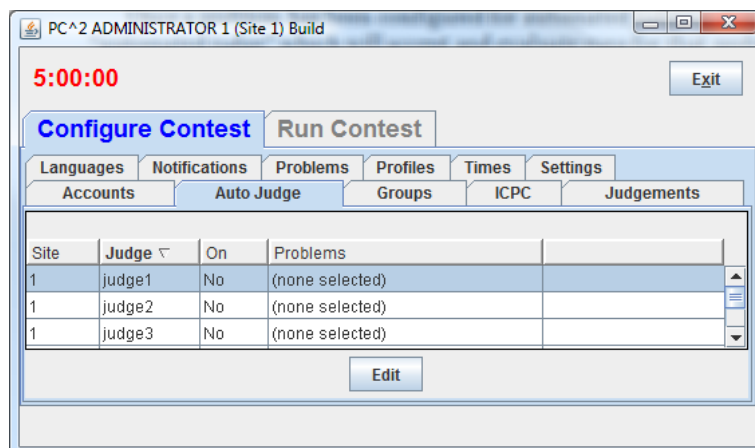 PC^2 ADMINISTRATOR 1 (Site 1) Build
5:00:00
Exit
Configure Contest Run Contest
Languages Notifications Problems Profiles Times Settings
Accounts Auto Judge Groups ICPC Judgements
Site Judge On Problems
1 judge1 No (none selected)
1 judge2 No (none selected)
1 judge3 No (none selected)
Edit